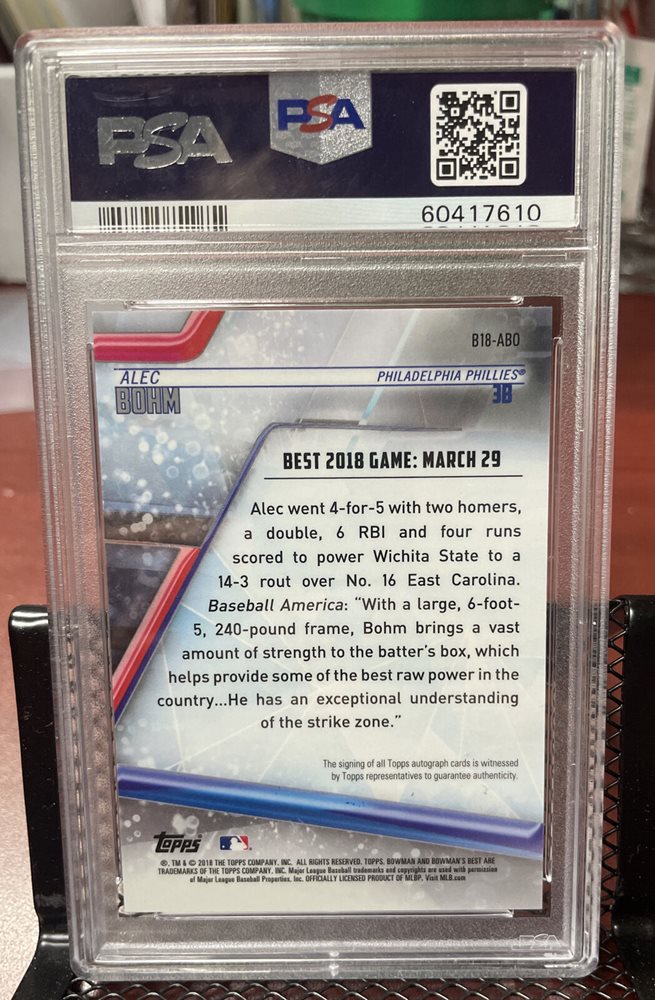 PSA
PSA
60417610
B18-ABO
ALEC
PHILADELPHIA PHILLIES®
BOHM
3B
BEST 2018 GAME: MARCH 29
Alec went 4-for-5 with two homers,
a double, 6 RBI and four runs
scored to power Wichita State to a
14-3 rout over No. 16 East Carolina.
Baseball America: “With a large, 6-foot-
5, 240-pound frame, Bohm brings a vast
amount of strength to the batter’s box, which
helps provide some of the best raw power in the
country...He has an exceptional understanding
of the strike zone.”
The signing of all Topps autograph cards is witnessed
by Topps representatives to guarantee authenticity.
Topps
®, TM & © 2018 THE TOPPS COMPANY, INC. ALL RIGHTS RESERVED. TOPPS, BOWMAN AND BOWMAN'S BEST ARE
TRADEMARKS OF THE TOPPS COMPANY, INC. Major League Baseball trademarks and copyrights are used with permission
of Major League Baseball Properties, Inc. OFFICIALLY LICENSED PRODUCT OF MLBP. Visit MLB.com
PSA